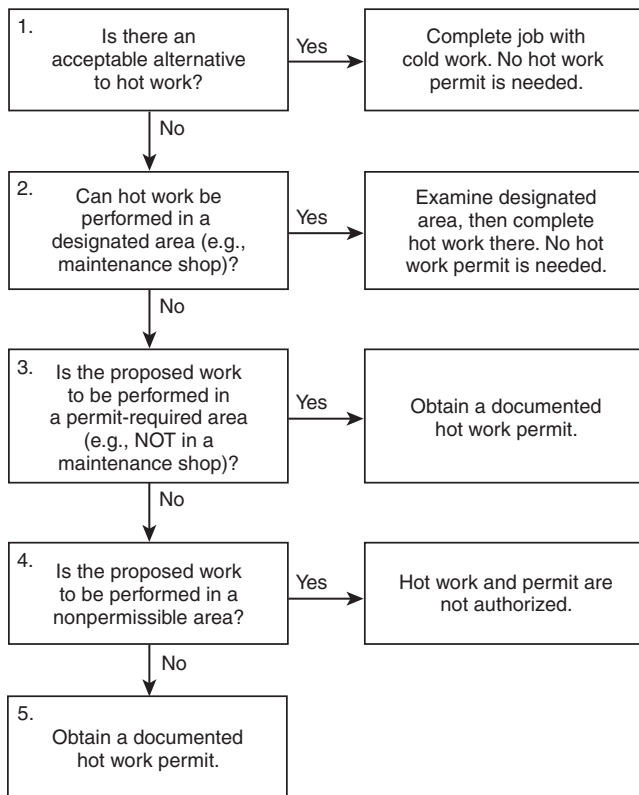 1.
Is there an
acceptable alternative
to hot work?
Yes
Complete job with
cold work. No hot work
permit is needed.
No
2.
Can hot work be
performed in a
designated area (e.g.,
maintenance shop)?
Yes
Examine designated
area, then complete
hot work there. No hot
work permit is needed.
No
3.
Is the proposed work
to be performed in
a permit-required area
(e.g., NOT in a
maintenance shop)?
Yes
Obtain a documented
hot work permit.
No
4.
Is the proposed work
to be performed in a
nonpermissible area?
Yes
Hot work and permit are
not authorized.
No
5.
Obtain a documented
hot work permit.